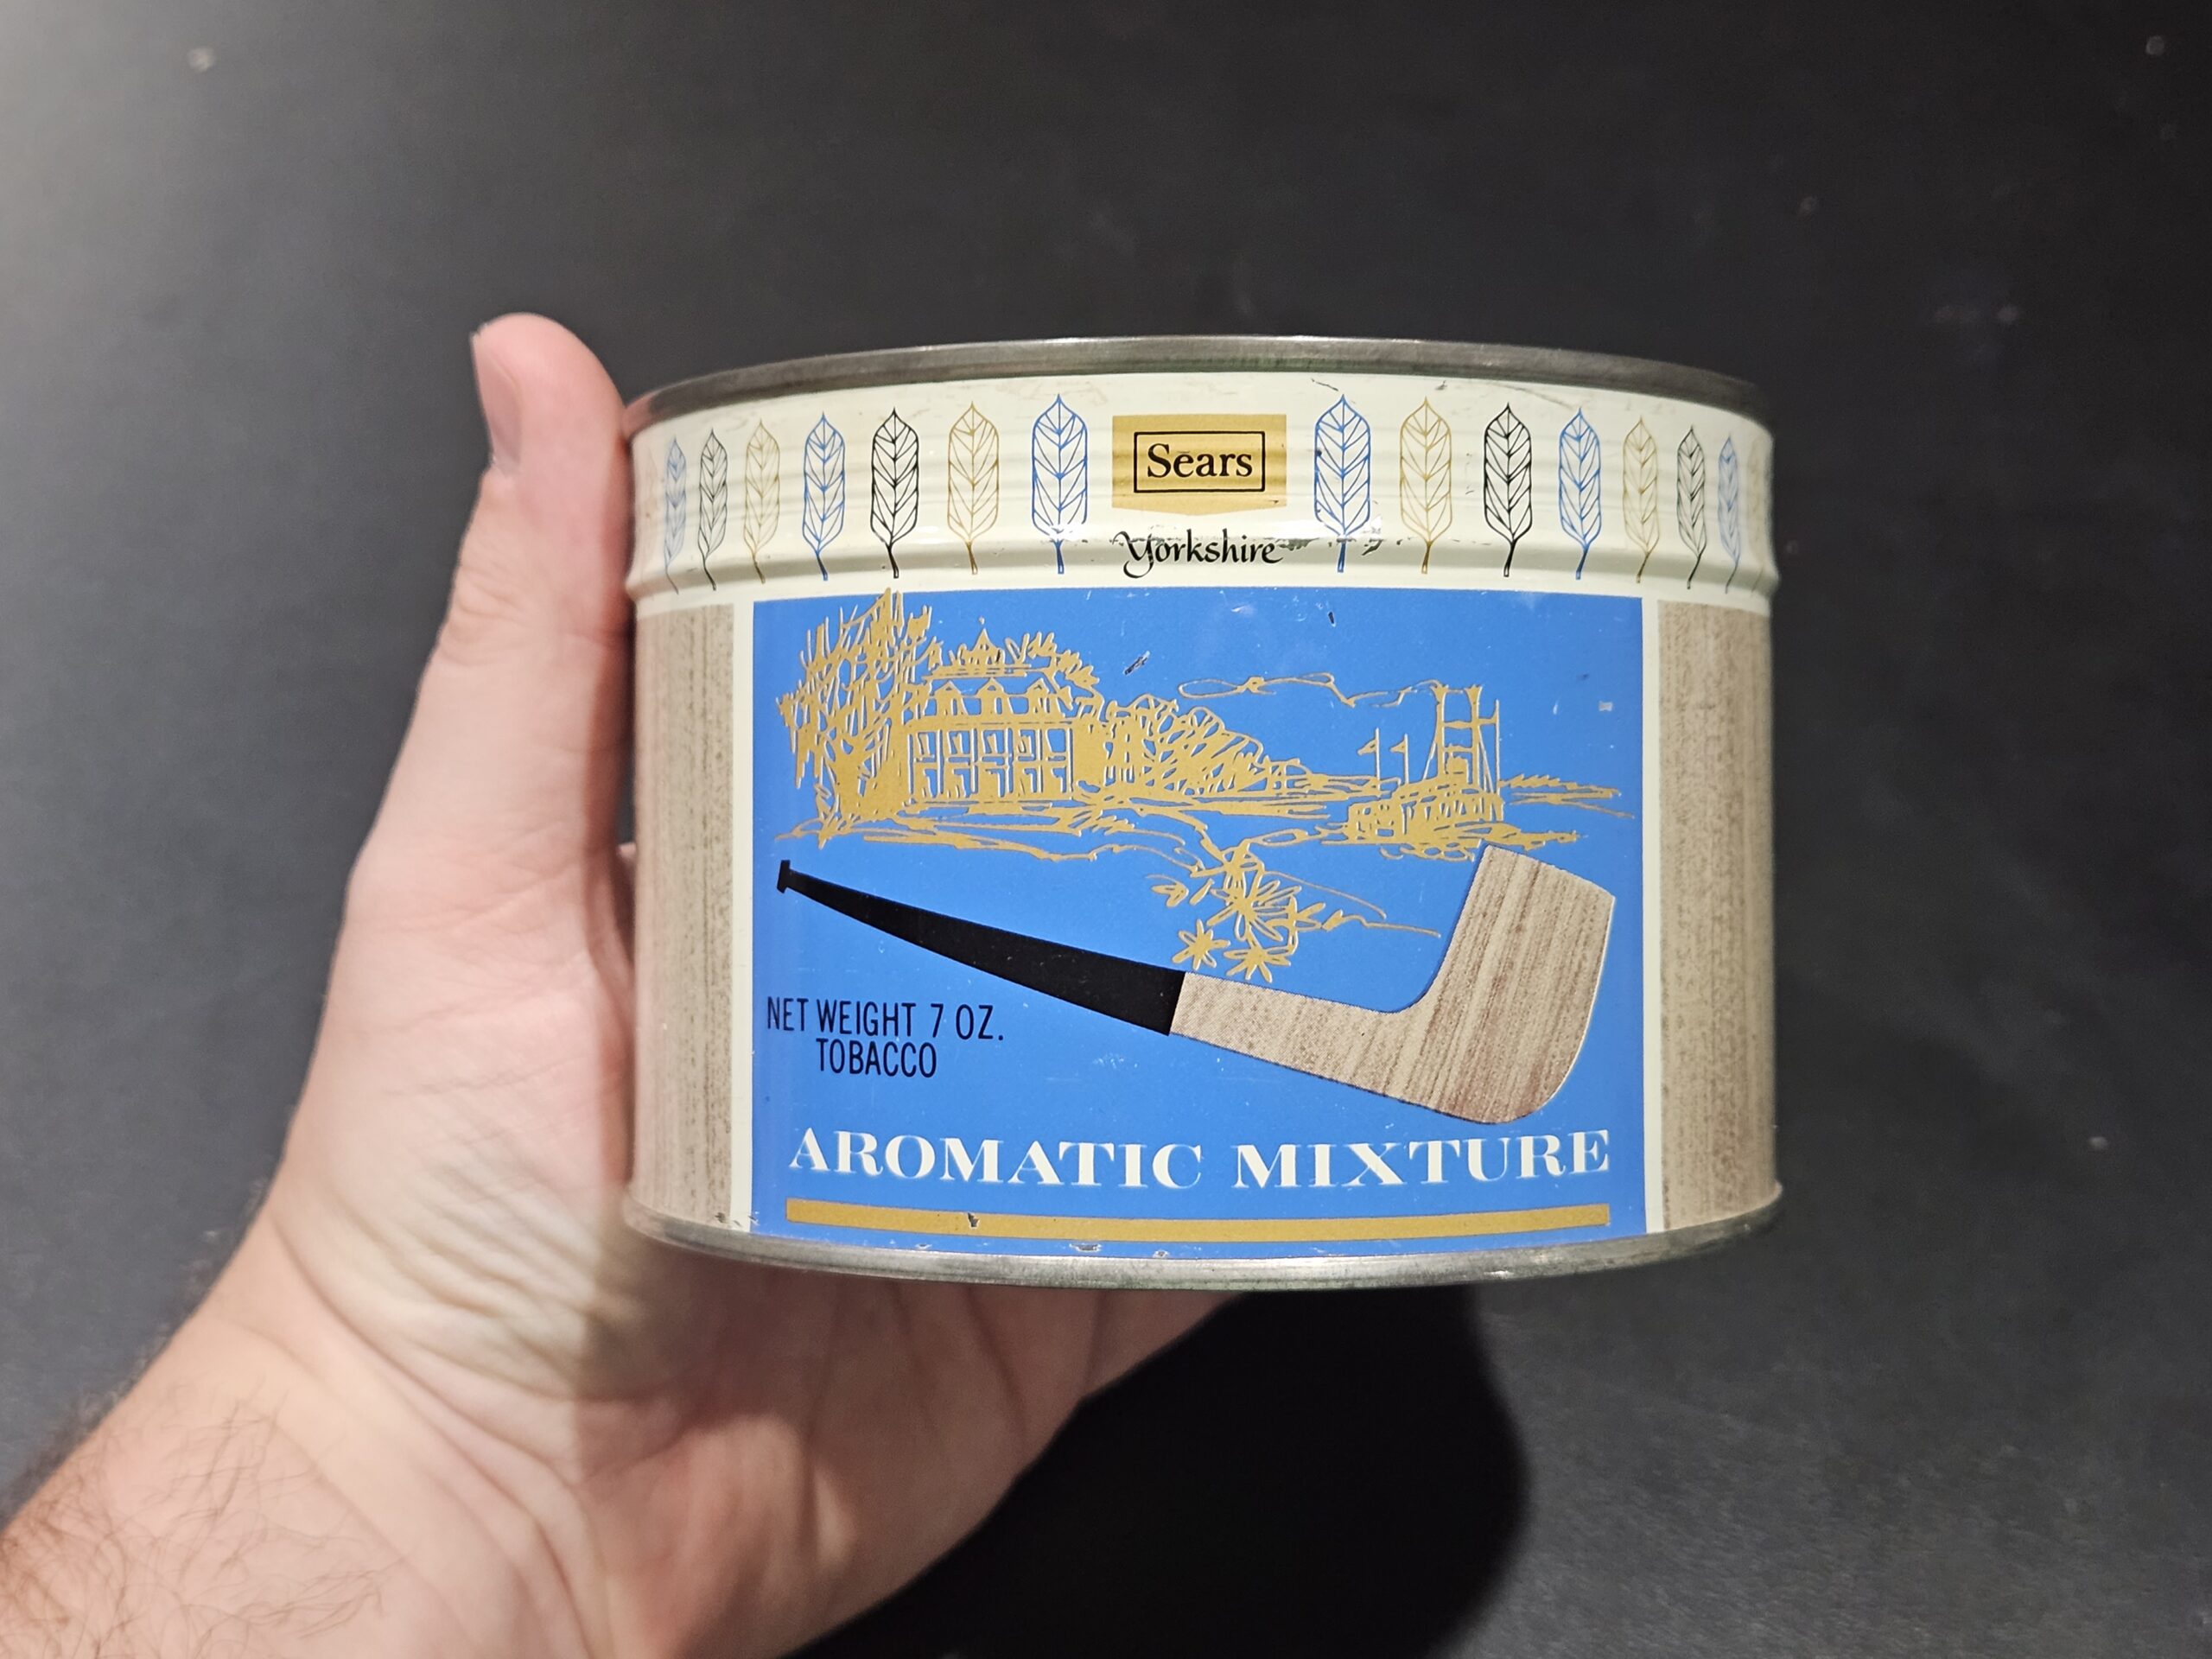 Sears
Yorkshire
NET WEIGHT 7 OZ.
TOBACCO
AROMATIC MIXTURE